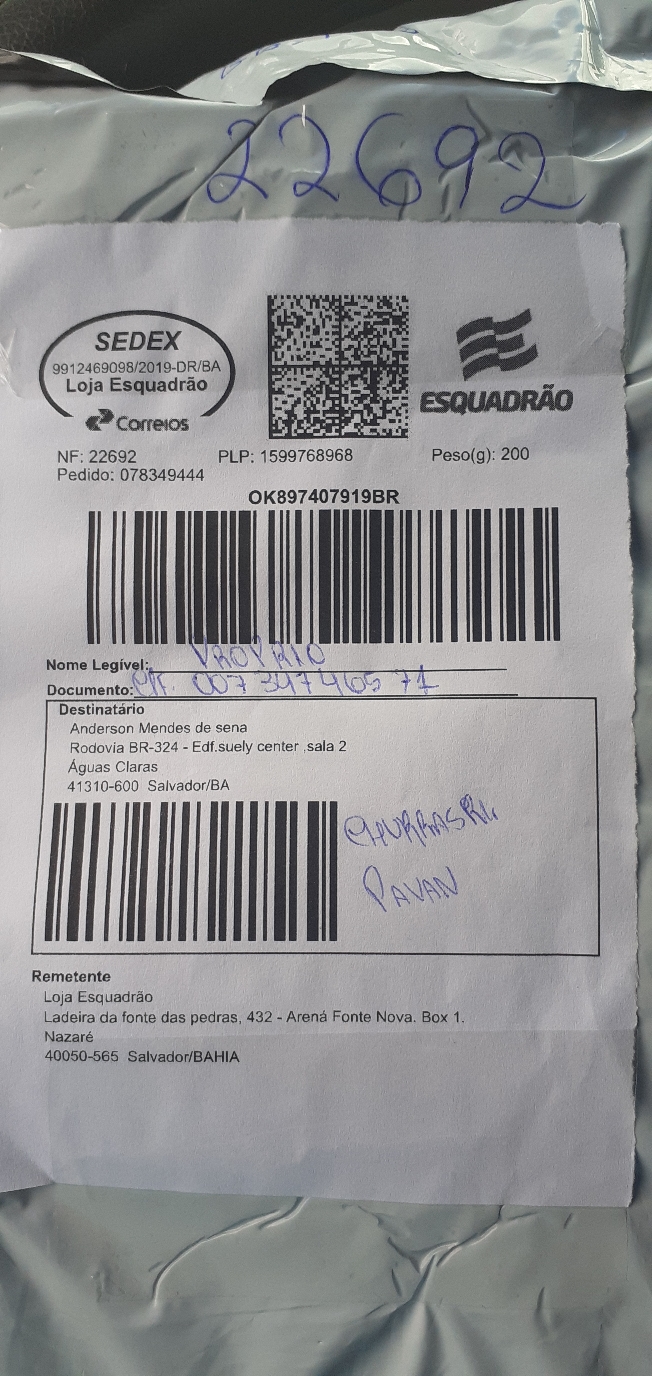 22692
SEDEX
9912469098/2019-DR/BA
Loja Esquadrão
Correios
ESQUADRÃO
NF: 22692 PLP: 1599768968 Peso(g): 200
Pedido: 078349444
OK897407919BR
Nome Legível:
Documento: 007 347465 71
Destinatário
Anderson Mendes de sena
Rodovia BR-324 - Edf.suely center ,sala 2
Águas Claras
41310-600 Salvador/BA
PAVAN
Remetente
Loja Esquadrão
Ladeira da fonte das pedras, 432 - Arená Fonte Nova. Box 1.
Nazaré
40050-565 Salvador/BAHIA